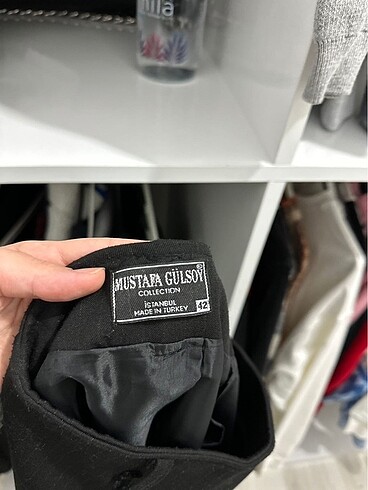 MUSTAFA GÜLSOY
©
COLLECTION
İSTANBUL
MADE IN TURKEY
42